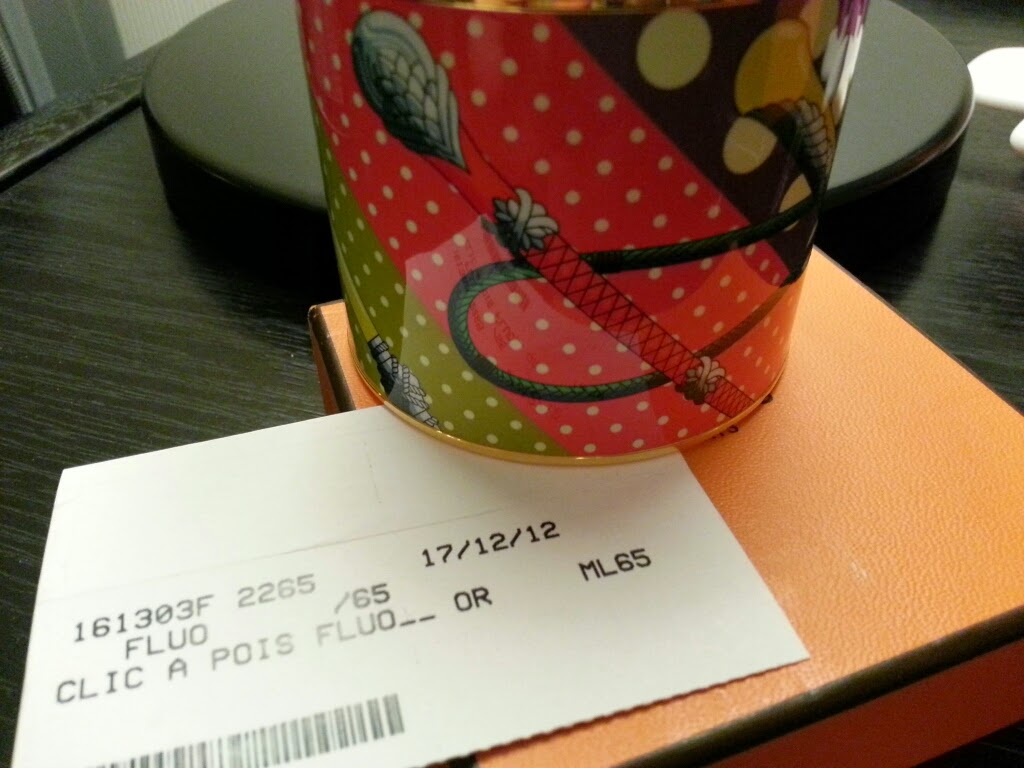 17/12/12
161303F 2265 /65 ML65
FLUO
CLIC A POIS FLUO__ OR